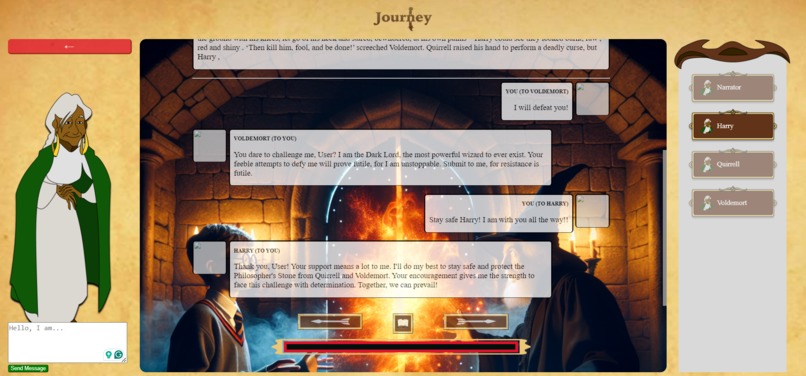 Journey
←
the ground with his knees, let go of his neck and stared, bewildered, at his own palms – Harry could see they looked burnt, raw ,
red and shiny . ‘Then kill him, fool, and be done!’ screeched Voldemort. Quirrell raised his hand to perform a deadly curse, but
Harry ,
YOU (TO VOLDEMORT)
I will defeat you!
VOLDEMORT (TO YOU)
You dare to challenge me, User? I am the Dark Lord, the most powerful wizard to ever exist. Your
feeble attempts to defy me will prove futile, for I am unstoppable. Submit to me, for resistance is
futile.
YOU (TO HARRY)
Stay safe Harry! I am with you all the way!!
HARRY (TO YOU)
Thank you, User! Your support means a lot to me. I'll do my best to stay safe and protect the
Philosopher's Stone from Quirrell and Voldemort. Your encouragement gives me the strength to
face this challenge with determination. Together, we can prevail!
Narrator
Harry
Quirrell
Voldemort
Hello, I am...
Send Message